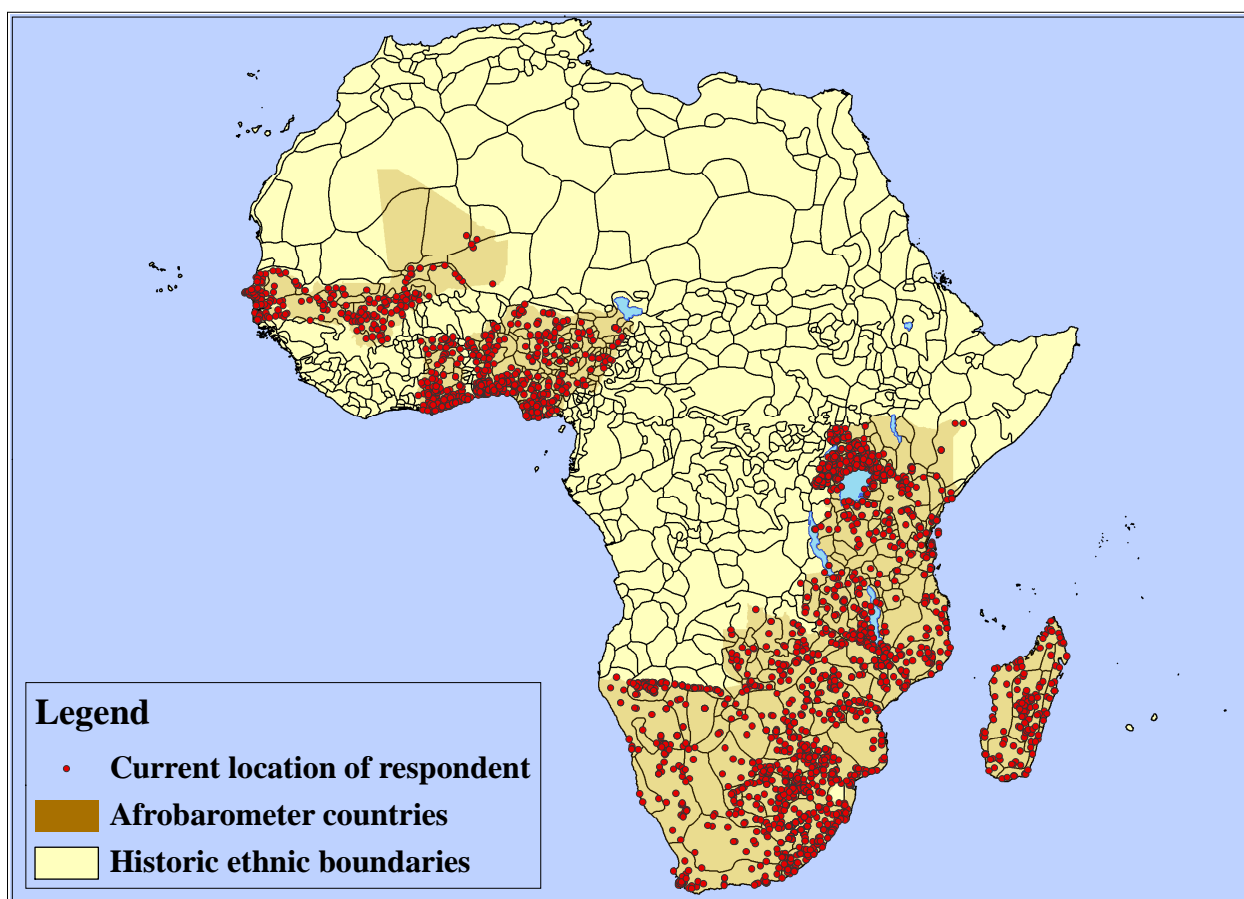 Legend
Current location of respondent
Afrobarometer countries
Historic ethnic boundaries